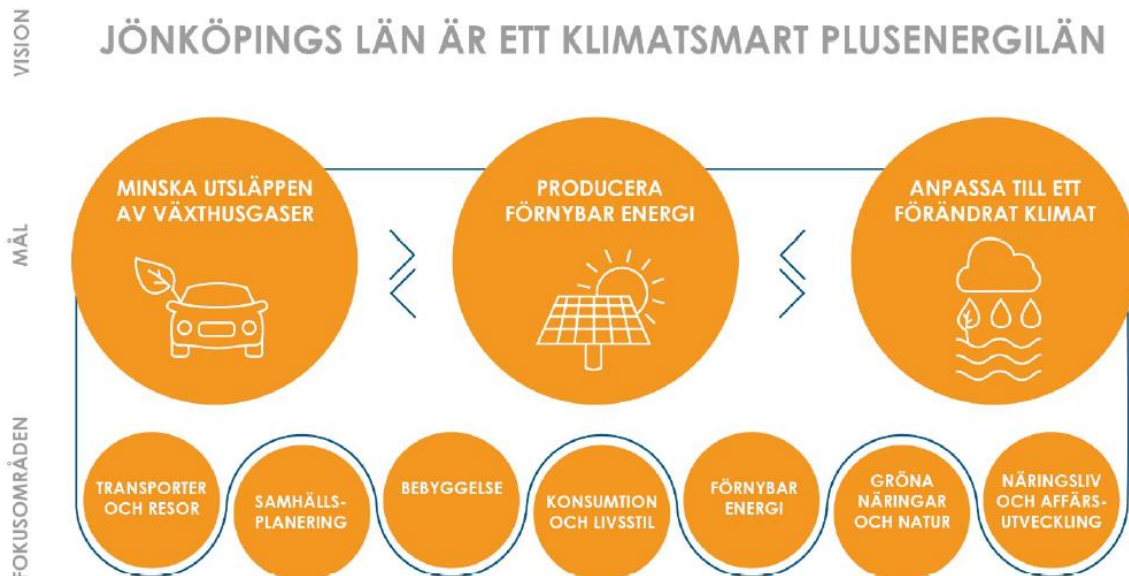 VISION
JÖNKÖPINGS LÄN ÄR ETT KLIMATSMART PLUSENERGILÄN
MÅL
MINSKA UTSLÄPPEN
AV VÄXTHUSGASER
PRODUCERA
FÖRNYBAR ENERGI
ANPASSA TILL ETT
FÖRÄNDRAT KLIMAT
FOKUSOMRÅDEN
TRANSPORTER
OCH RESOR
SAMHÄLLS-
PLANERING
BEBYGGELSE
KONSUMTION
OCH LIVSSTIL
FÖRNYBAR
ENERGI
GRÖNA
NÄRINGAR
OCH NATUR
NÄRINGSLIV
OCH AFFÄRS-
UTVECKLING